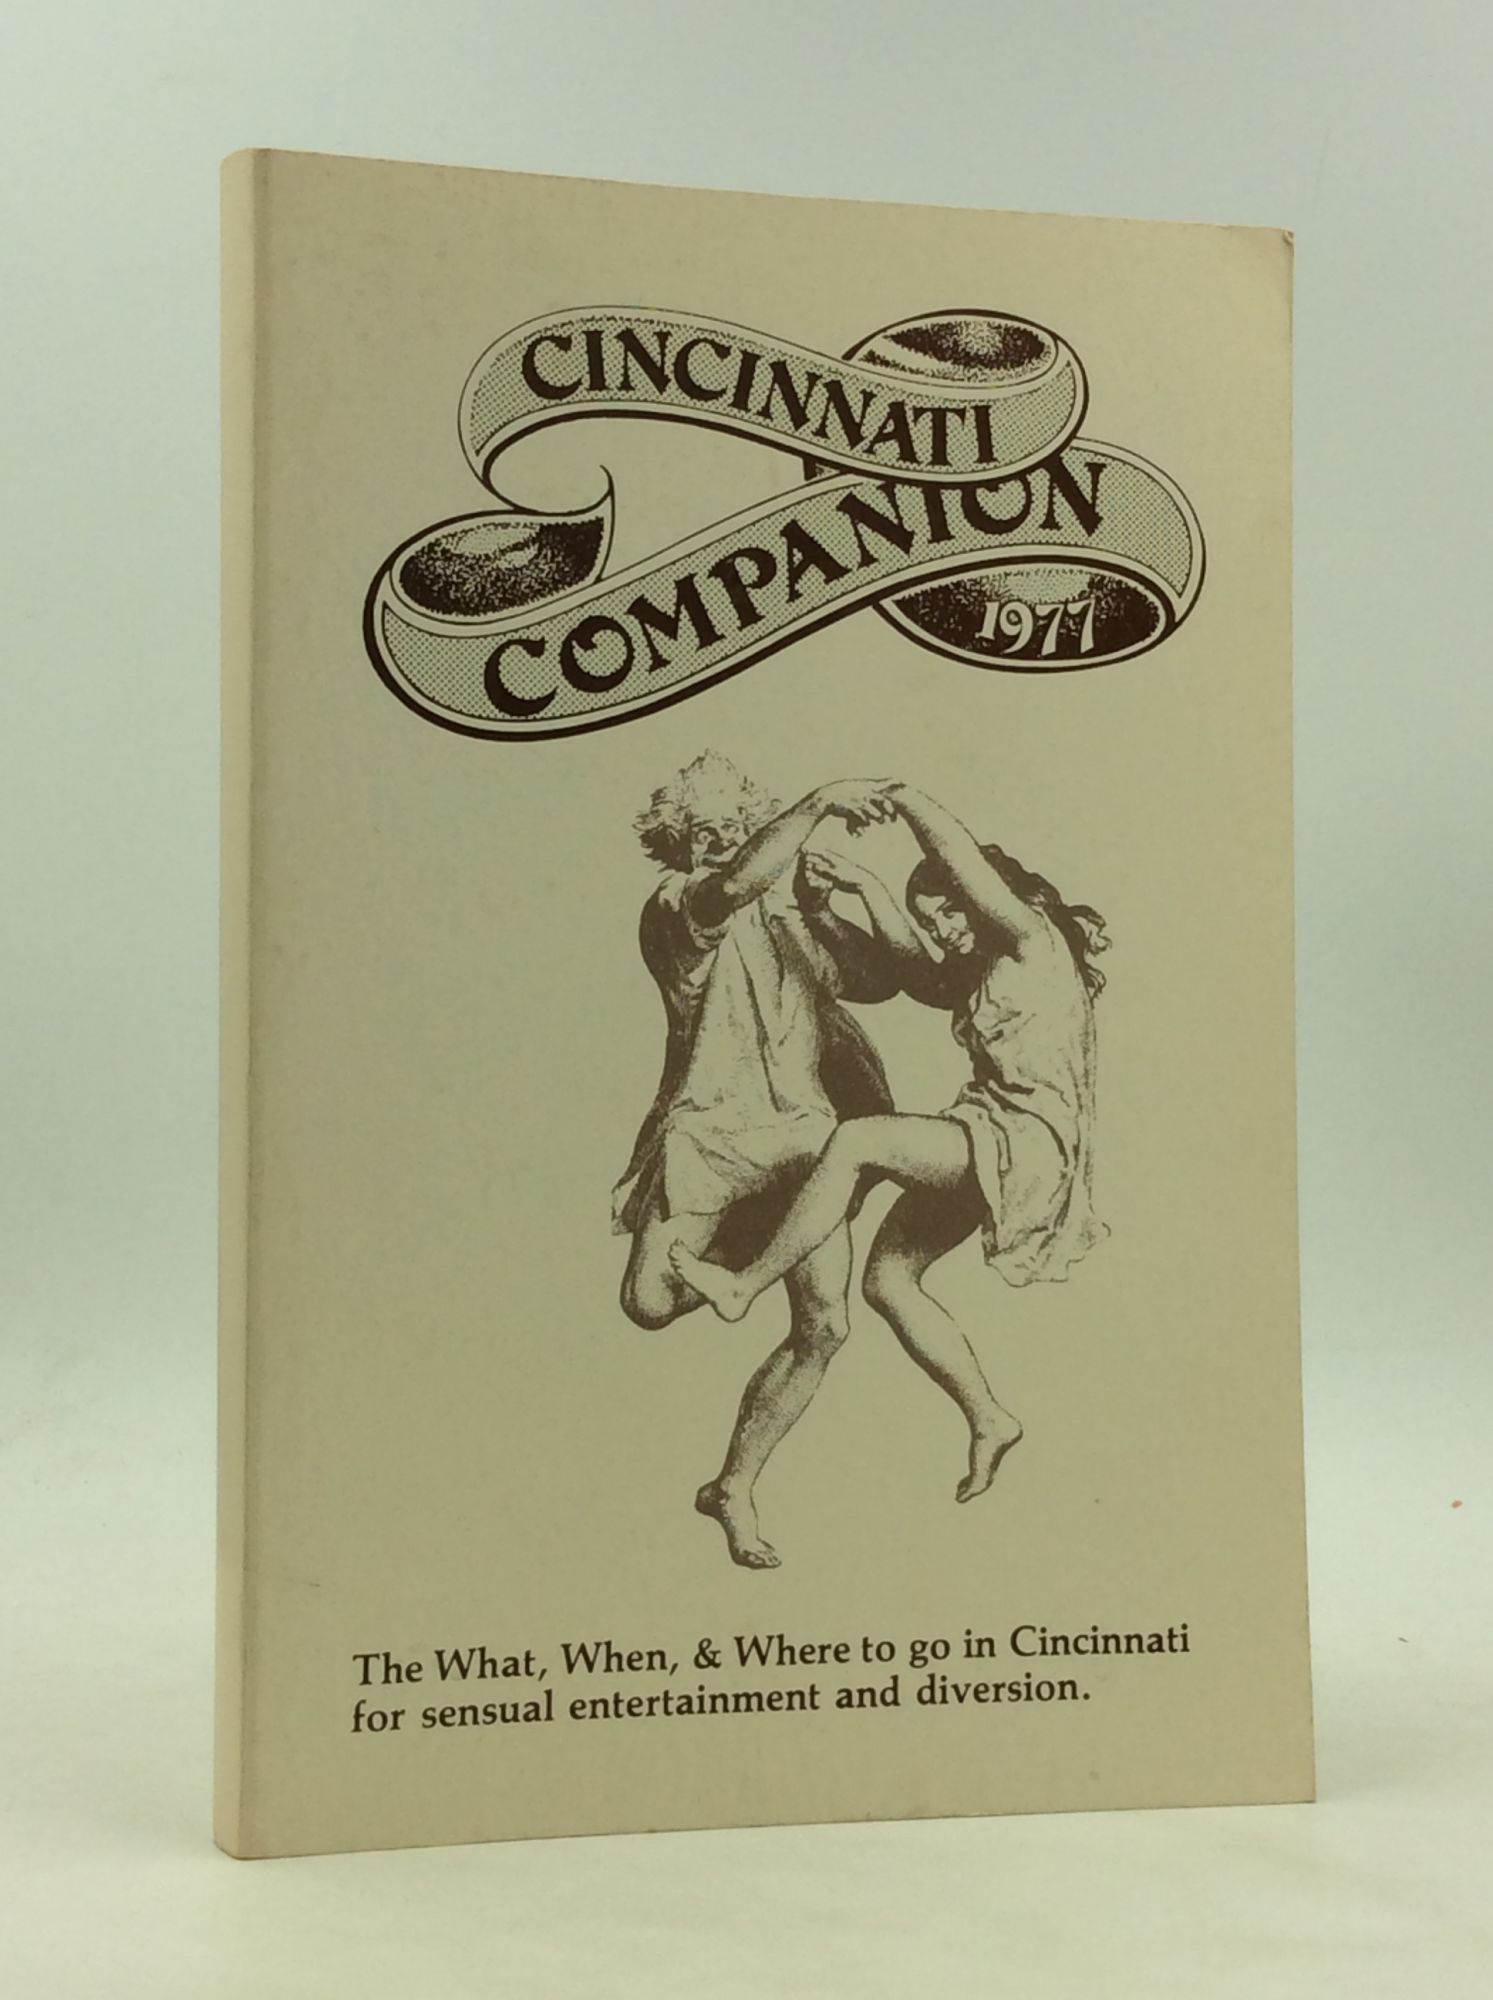 CINCINNATI
COMPANION
1977
The What, When, & Where to go in Cincinnati
for sensual entertainment and diversion.